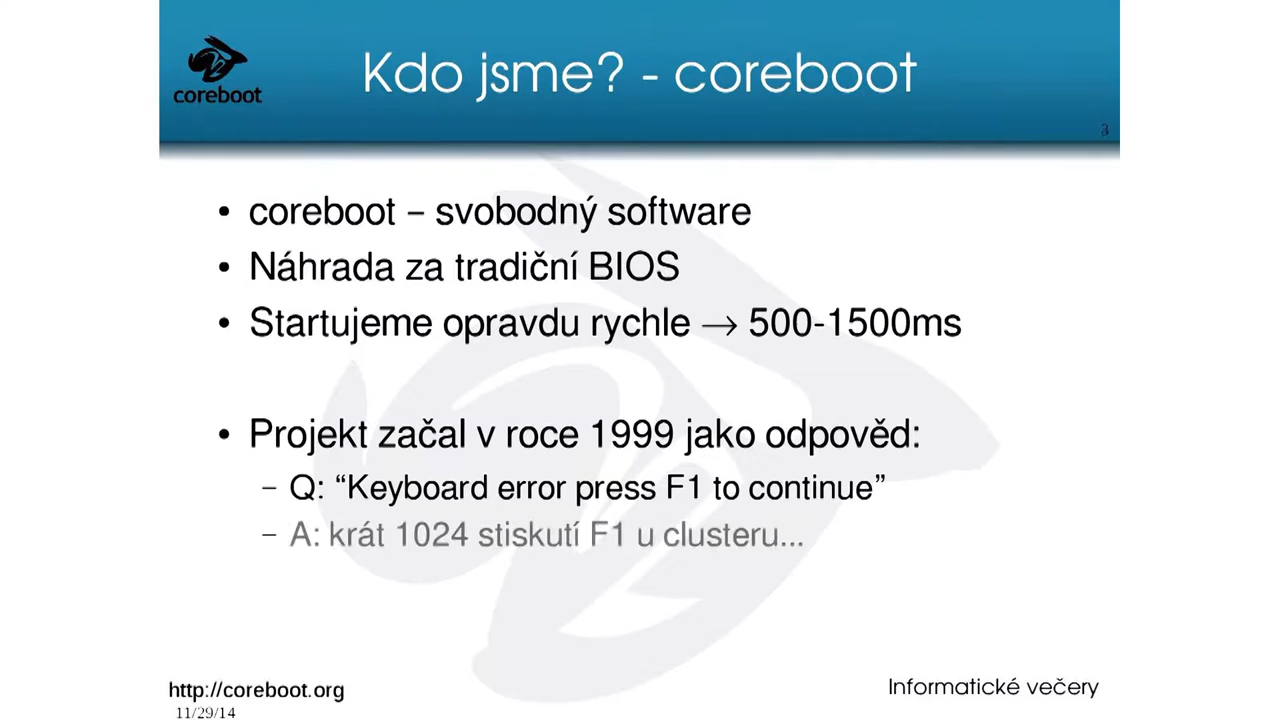 coreboot
Kdo jsme? - coreboot
• coreboot – svobodný software
• Náhrada za tradiční BIOS
• Startujeme opravdu rychle → 500-1500ms
• Projekt začal v roce 1999 jako odpověd:
– Q: “Keyboard error press F1 to continue”
– A: krát 1024 stiskutí F1 u clusteru...
http://coreboot.org
Informatické večery
11/29/14